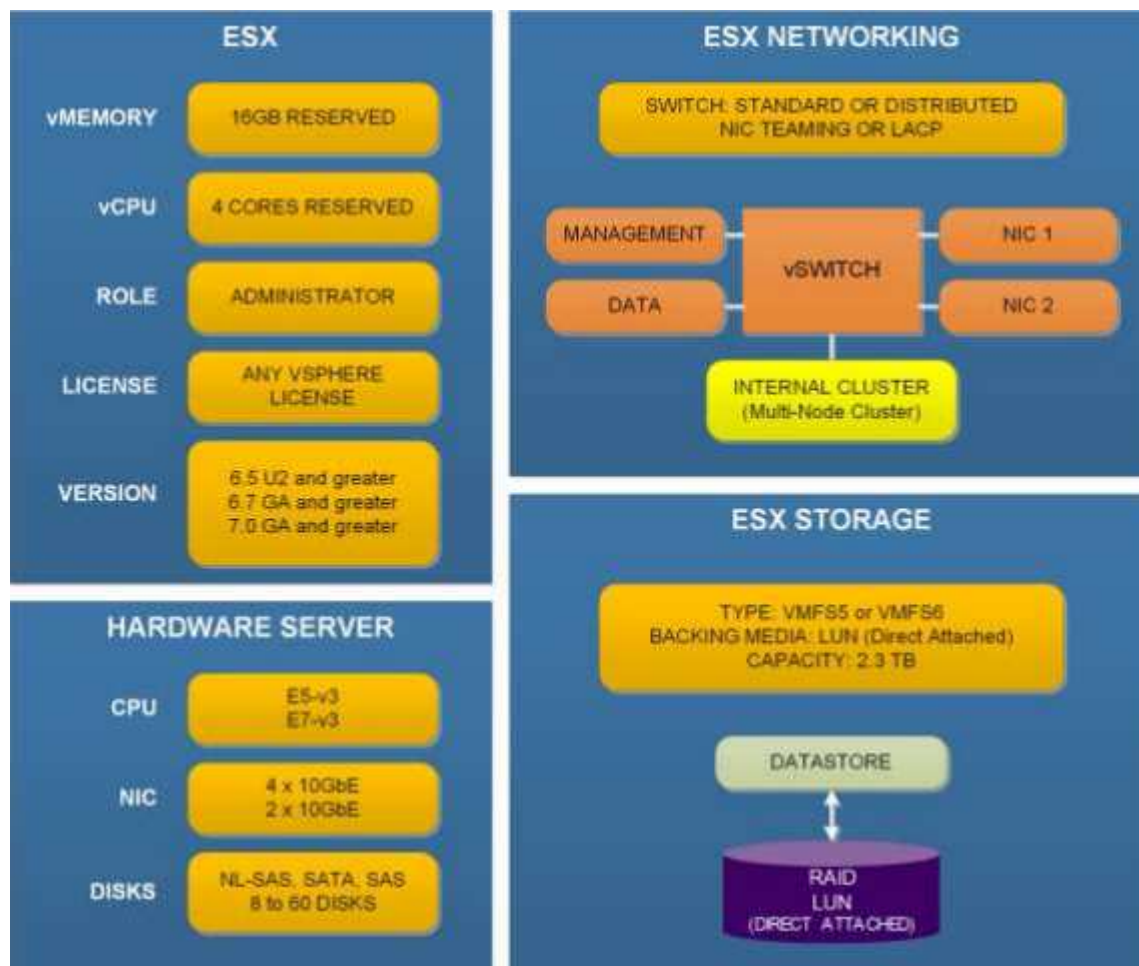 ESX
vMEMORY
16GB RESERVED
vCPU
4 CORES RESERVED
ROLE
ADMINISTRATOR
LICENSE
ANY VSPHERE
LICENSE
VERSION
6.5 U2 and greater
6.7 GA and greater
7.0 GA and greater
HARDWARE SERVER
CPU
E5-v3
E7-v3
NIC
4 x 10GbE
2 x 10GbE
DISKS
NL-SAS, SATA, SAS
8 to 60 DISKS
ESX NETWORKING
SWITCH: STANDARD OR DISTRIBUTED
NIC TEAMING OR LACP
MANAGEMENT
DATA
vSWITCH
NIC 1
NIC 2
INTERNAL CLUSTER
(Multi-Node Cluster)
ESX STORAGE
TYPE: VMFS5 or VMFS6
BACKING MEDIA: LUN (Direct Attached)
CAPACITY: 2.3 TB
DATASTORE
RAID
LUN
(DIRECT ATTACHED)